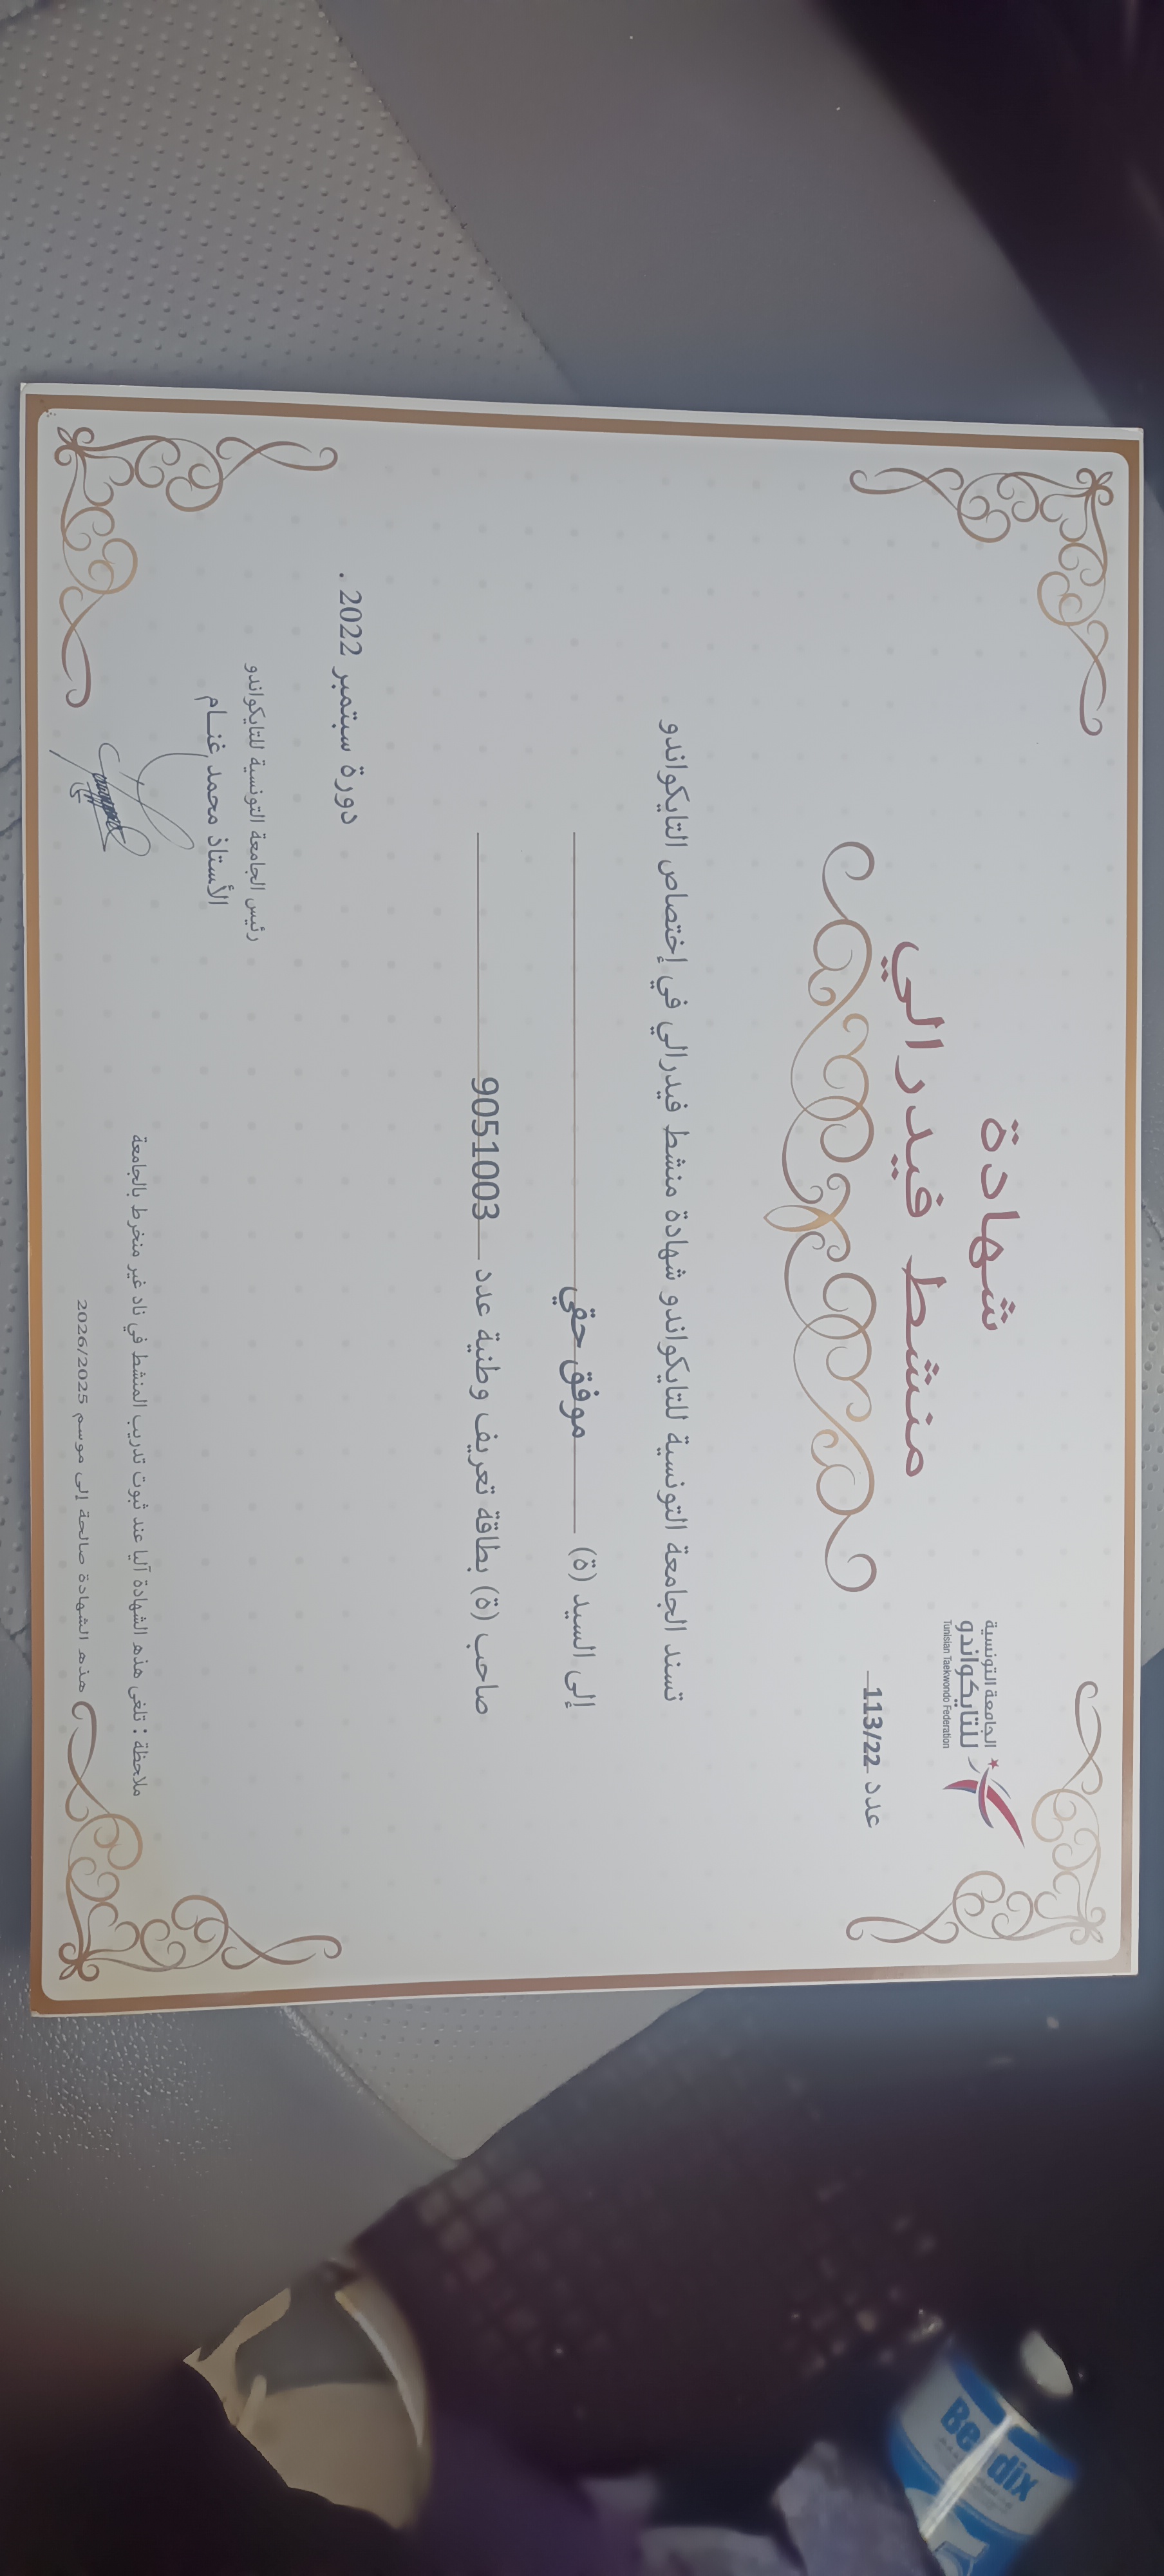 الجامعة التونسية
للتايكواندو
Tunisian Taekwondo Federation
شهادة
منشط فيدرالي
عدد 113/22
تسند الجامعة التونسية للتايكواندو شهادة منشط فيدرالي في إختصاص التايكواندو
إلى السيد (ة) موفق حقي
صاحب (ة) بطاقة تعريف وطنية عدد 9051003
دورة سبتمبر 2022 .
رئيس الجامعة التونسية للتايكواندو
الأستاذ محمد غنـام
ملاحظة : تلغى هذه الشهادة آليا عند ثبوت تدريب المنشط في ناد غير منخرط بالجامعة
هذه الشهادة صالحة إلى موسم 2026/2025